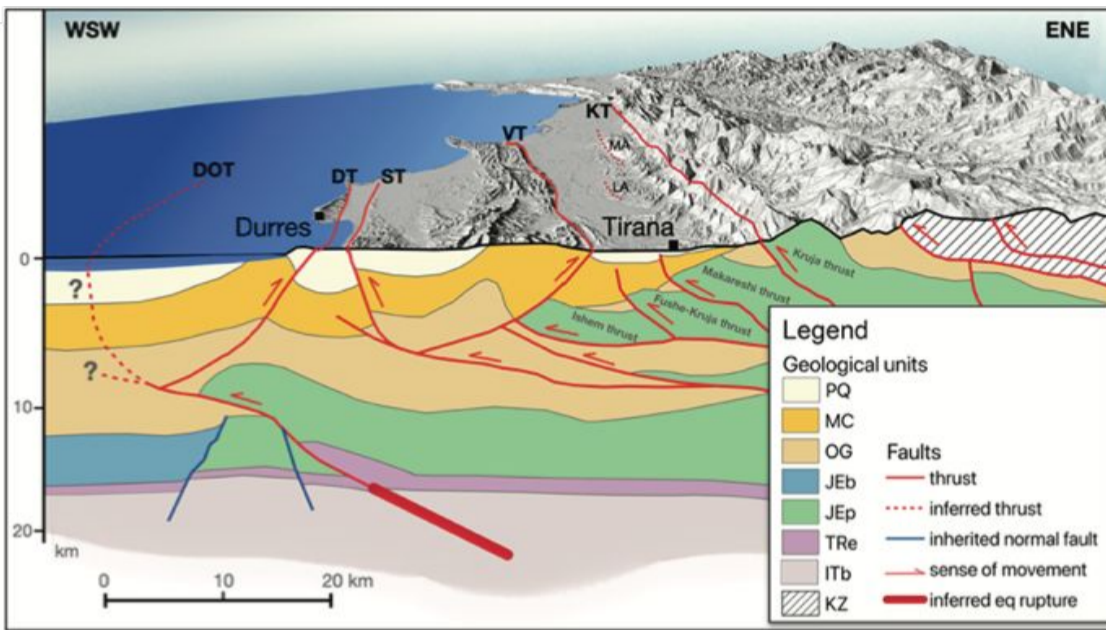 WSW
ENE
KT
MA
VT
LA
DOT
DT
ST
Durres
Tirana
0
?
Kruja thrust
Makareshi thrust
Fushe-Kruja thrust
Ishem thrust
?
10
20
km
0
10
20 km
Legend
Geological units
PQ
MC
OG
JEb
JEp
TRe
ITb
KZ
Faults
thrust
inferred thrust
inherited normal fault
sense of movement
inferred eq rupture